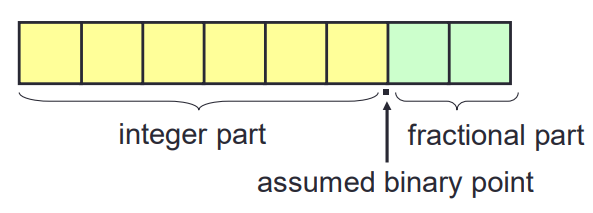 integer part
fractional part
assumed binary point